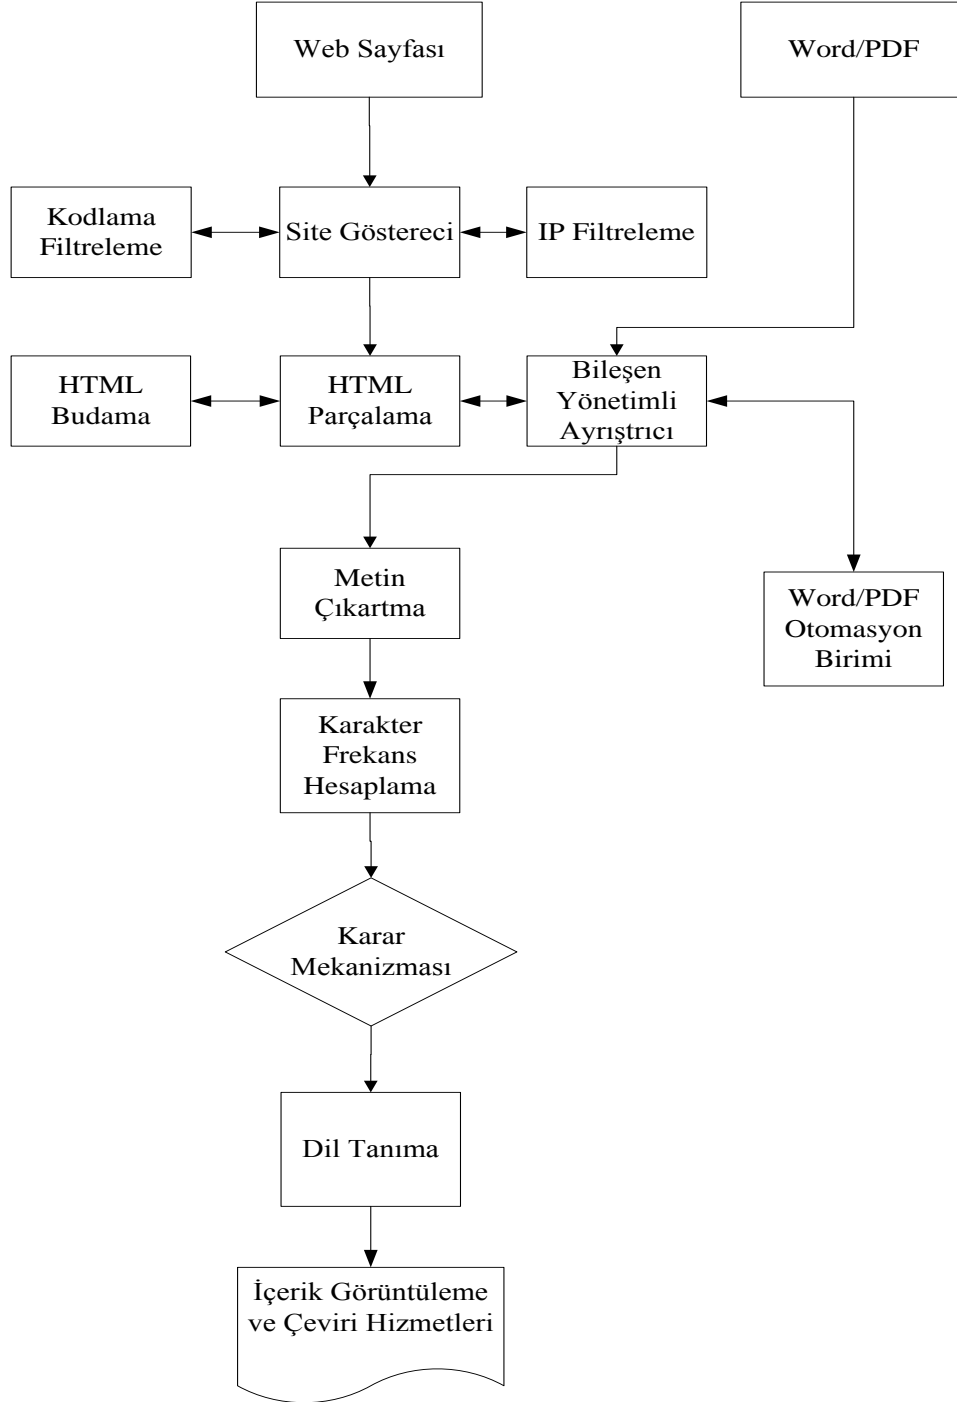 Web Sayfası
Word/PDF
Kodlama
Filtreleme
Site Göstereci
IP Filtreleme
HTML
Budama
HTML
Parçalama
Bileşen
Yönetimli
Ayrıştrıcı
Metin
Çıkartma
Word/PDF
Otomasyon
Birimi
Karakter
Frekans
Hesaplama
Karar
Mekanizması
Dil Tanıma
İçerik Görüntüleme
ve Çeviri Hizmetleri